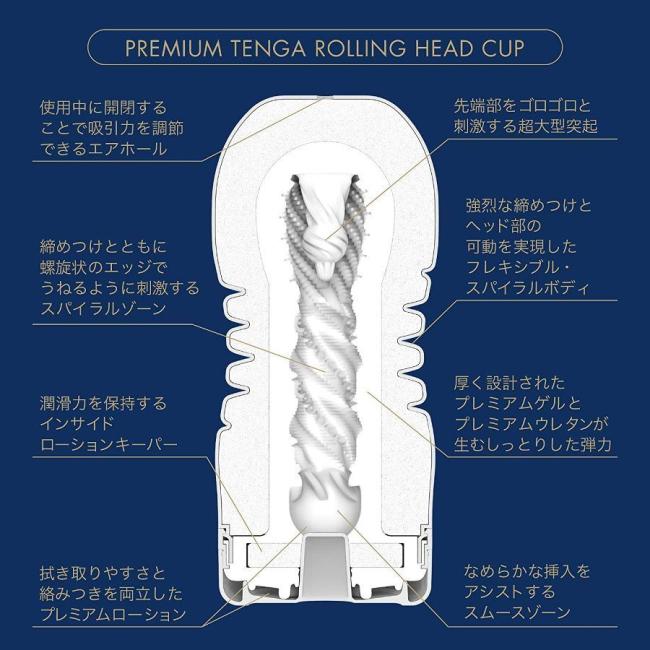 PREMIUM TENGA ROLLING HEAD CUP
使用中に開閉する
ことで吸引力を調節
できるエアホール
先端部をゴロゴロと
刺激する超大型突起
強烈な締めつけと
ヘッド部の
可動を実現した
フレキシブル・
スパイラルボディ
締めつけとともに
螺旋状のエッジで
うねるように刺激する
スパイラルゾーン
厚く設計された
プレミアムゲルと
プレミアムウレタンが
生むしっとりした弾力
潤滑力を保持する
インサイド
ローションキーパー
拭き取りやすさと
絡みつきを両立した
プレミアムローション
なめらかな挿入を
アシストする
スムースゾーン